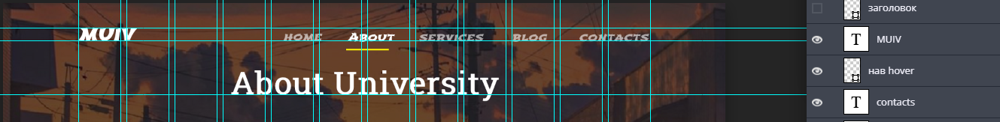 MUIV HOME ABOUT SERVICES BLOG CONTACTS
About University
заголовок
T MUIV
нав hover
T contacts